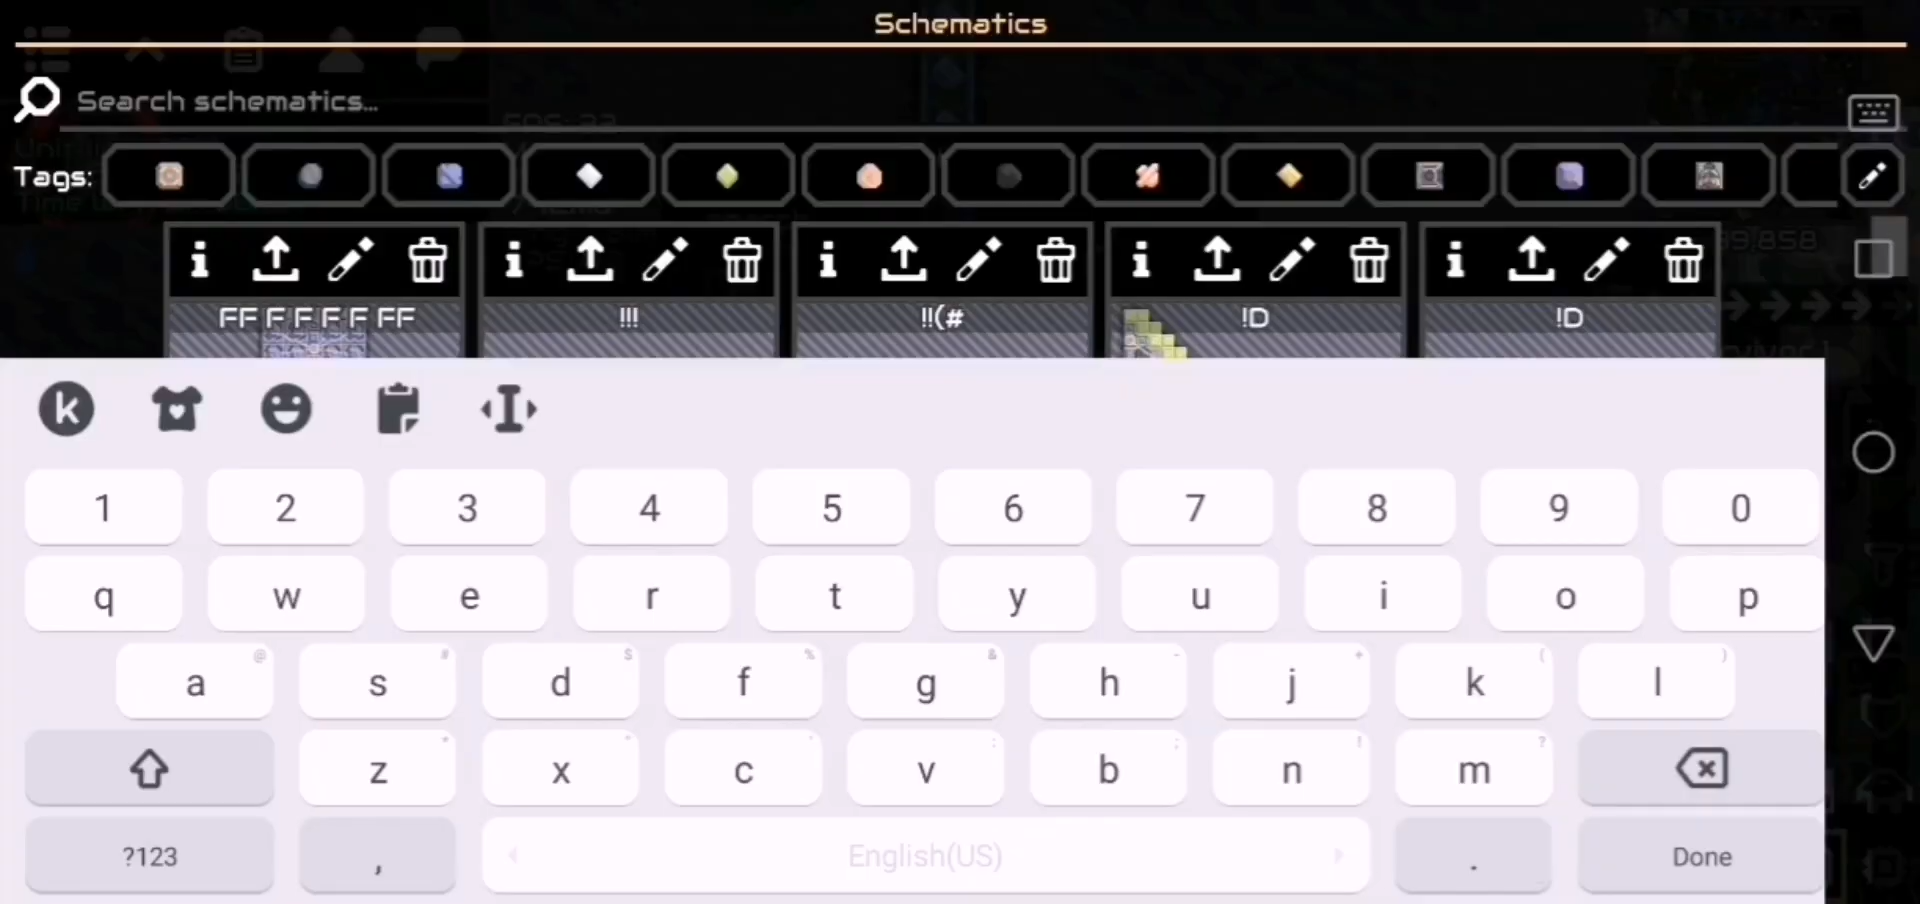 Schematics
Search schematics...
Tags:
FF F F F F FF
!!!
!!(#
!D
!D
1 2 3 4 5 6 7 8 9 0
q w e r t y u i o p
a s d f g h j k l
z x c v b n m
?123 , English(US) . Done